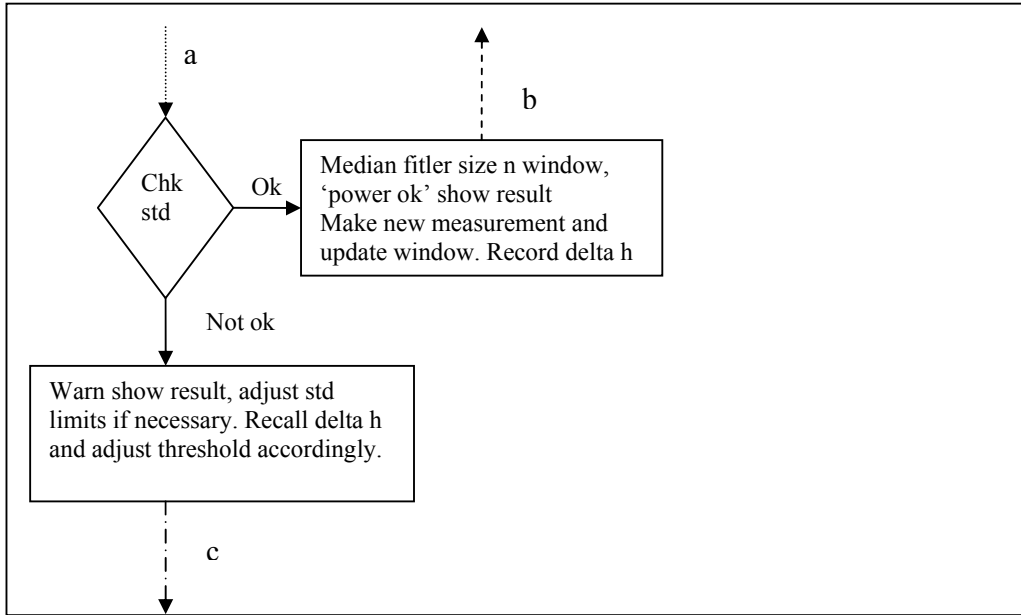 a
b
Chk
std
Ok
Median fitler size n window,
‘power ok’ show result
Make new measurement and
update window. Record delta h
Not ok
Warn show result, adjust std
limits if necessary. Recall delta h
and adjust threshold accordingly.
c